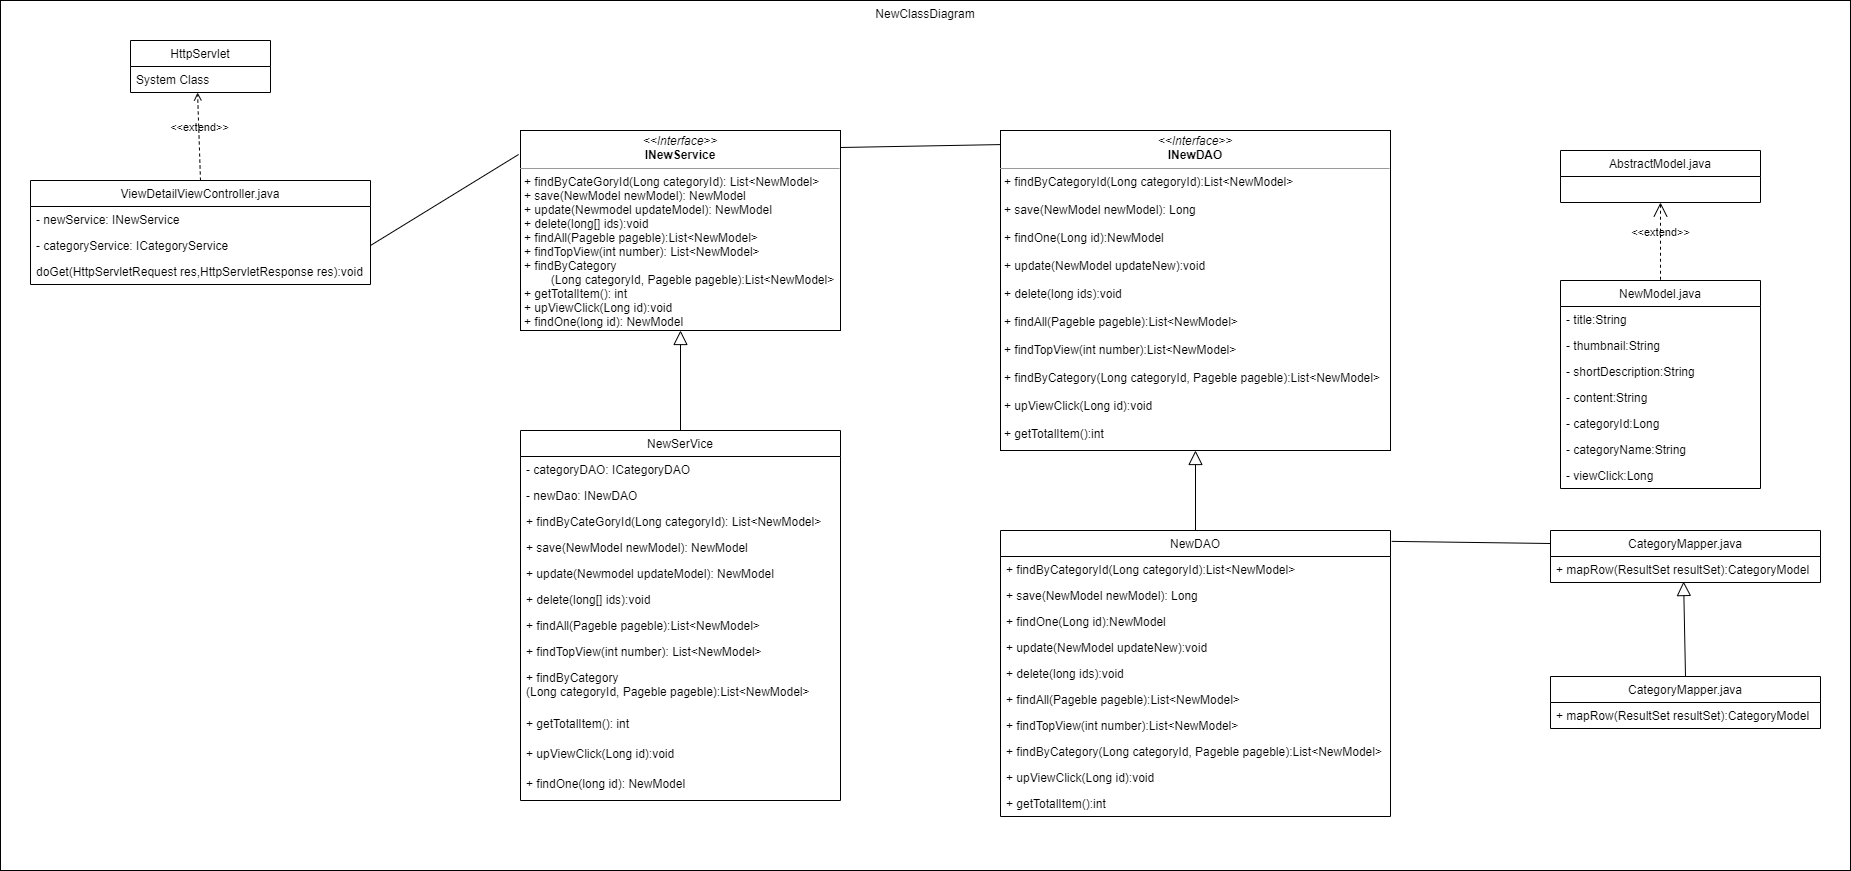 NewClassDiagram
HttpServlet
System Class
<<extend>>
ViewDetailViewController.java
- newService: INewService
- categoryService: ICategoryService
doGet(HttpServletRequest res,HttpServletResponse res):void
<<Interface>>
INewService
+ findByCateGoryId(Long categoryId): List<NewModel>
+ save(NewModel newModel): NewModel
+ update(Newmodel updateModel): NewModel
+ delete(long[] ids):void
+ findAll(Pageble pageble):List<NewModel>
+ findTopView(int number): List<NewModel>
+ findByCategory
(Long categoryId, Pageble pageble):List<NewModel>
+ getTotalItem(): int
+ upViewClick(Long id):void
+ findOne(long id): NewModel
NewSerVice
- categoryDAO: ICategoryDAO
- newDao: INewDAO
+ findByCateGoryId(Long categoryId): List<NewModel>
+ save(NewModel newModel): NewModel
+ update(Newmodel updateModel): NewModel
+ delete(long[] ids):void
+ findAll(Pageble pageble):List<NewModel>
+ findTopView(int number): List<NewModel>
+ findByCategory
(Long categoryId, Pageble pageble):List<NewModel>
+ getTotalItem(): int
+ upViewClick(Long id):void
+ findOne(long id): NewModel
<<Interface>>
INewDAO
+ findByCategoryId(Long categoryId):List<NewModel>
+ save(NewModel newModel): Long
+ findOne(Long id):NewModel
+ update(NewModel updateNew):void
+ delete(long ids):void
+ findAll(Pageble pageble):List<NewModel>
+ findTopView(int number):List<NewModel>
+ findByCategory(Long categoryId, Pageble pageble):List<NewModel>
+ upViewClick(Long id):void
+ getTotalItem():int
NewDAO
+ findByCategoryId(Long categoryId):List<NewModel>
+ save(NewModel newModel): Long
+ findOne(Long id):NewModel
+ update(NewModel updateNew):void
+ delete(long ids):void
+ findAll(Pageble pageble):List<NewModel>
+ findTopView(int number):List<NewModel>
+ findByCategory(Long categoryId, Pageble pageble):List<NewModel>
+ upViewClick(Long id):void
+ getTotalItem():int
AbstractModel.java
<<extend>>
NewModel.java
- title:String
- thumbnail:String
- shortDescription:String
- content:String
- categoryId:Long
- categoryName:String
- viewClick:Long
CategoryMapper.java
+ mapRow(ResultSet resultSet):CategoryModel
CategoryMapper.java
+ mapRow(ResultSet resultSet):CategoryModel